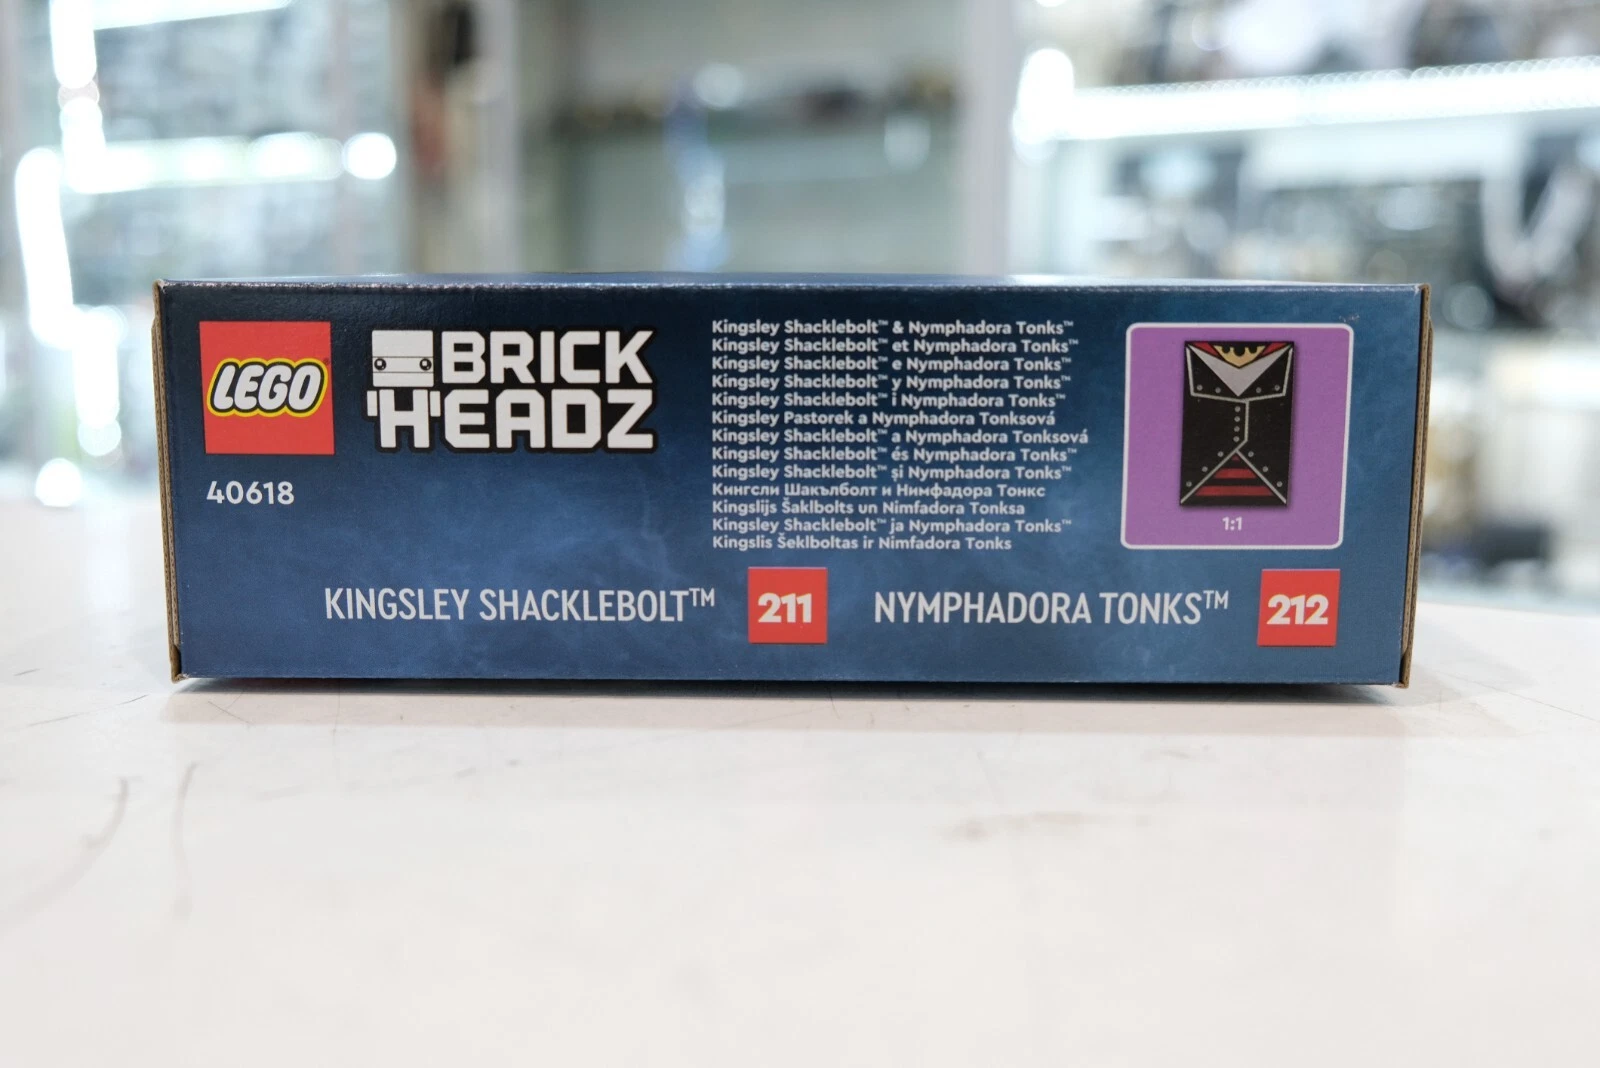 LEGO
BRICK
HEADZ
40618
Kingsley Shacklebolt™ & Nymphadora Tonks™
Kingsley Shacklebolt™ et Nymphadora Tonks™
Kingsley Shacklebolt™ e Nymphadora Tonks™
Kingsley Shacklebolt™ y Nymphadora Tonks™
Kingsley Shacklebolt™ i Nymphadora Tonks™
Kingsley Pastorek a Nymphadora Tonksová
Kingsley Shacklebolt™ a Nymphadora Tonksová
Kingsley Shacklebolt™ és Nymphadora Tonks™
Kingsley Shacklebolt™ și Nymphadora Tonks™
Кингсли Шакълболт и Нимфадора Тонкс
Kingslijs Šaklbolts un Nimfadora Tonksa
Kingsley Shacklebolt™ ja Nymphadora Tonks™
Kingslis Šeklboltas ir Nimfadora Tonks
1:1
KINGSLEY SHACKLEBOLT™ 211 NYMPHADORA TONKS™ 212